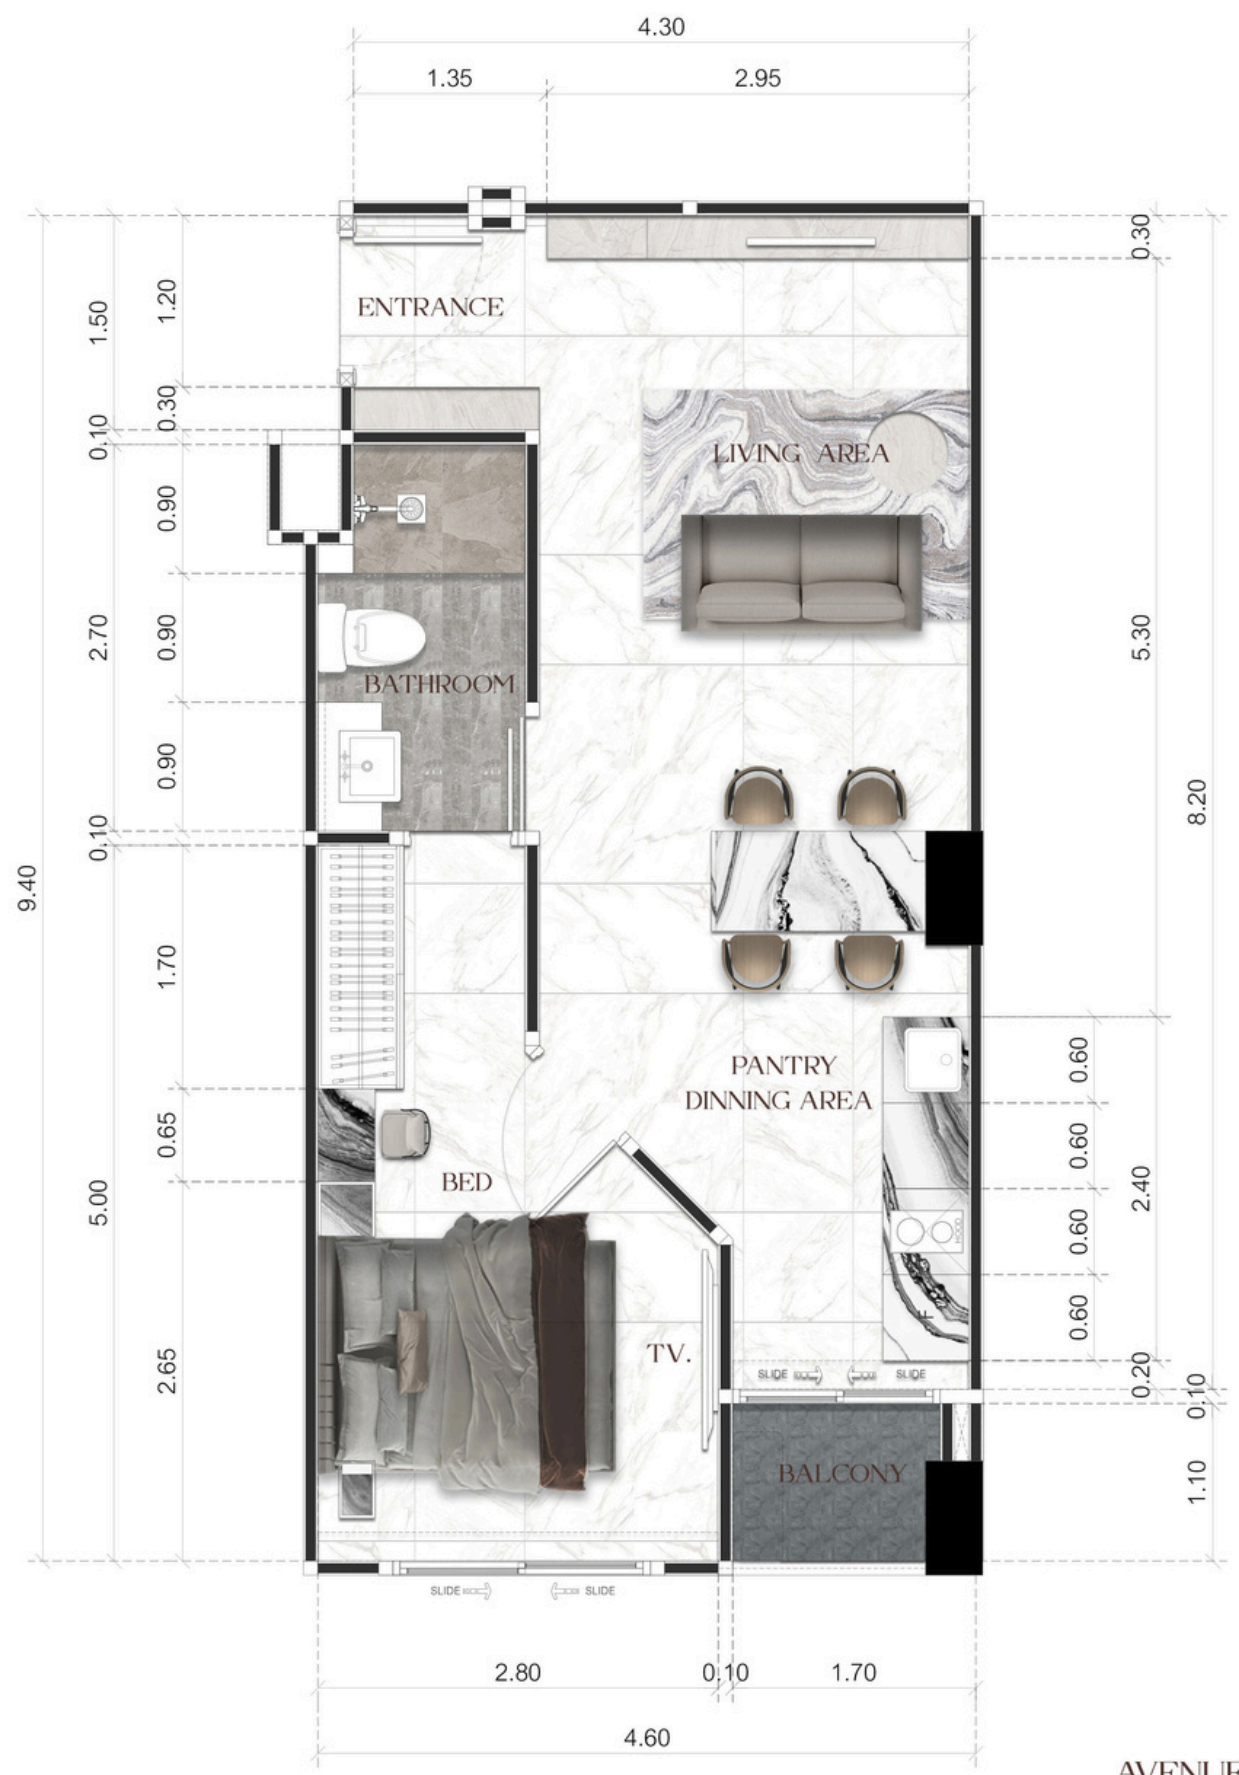 4.30
1.35
2.95
0.30
1.50
1.20
ENTRANCE
0.30
0.10
LIVING AREA
0.90
2.70
0.90
5.30
BATHROOM
0.90
8.20
0.10
9.40
1.70
PANTRY
DINNING AREA
0.60
0.65
0.60
BED
5.00
2.40
0.60
HOOD
F
0.60
2.65
TV.
SLIDE
SLIDE
0.20
0.10
BALCONY
1.10
SLIDE
SLIDE
2.80
0.10
1.70
4.60
AVENUE